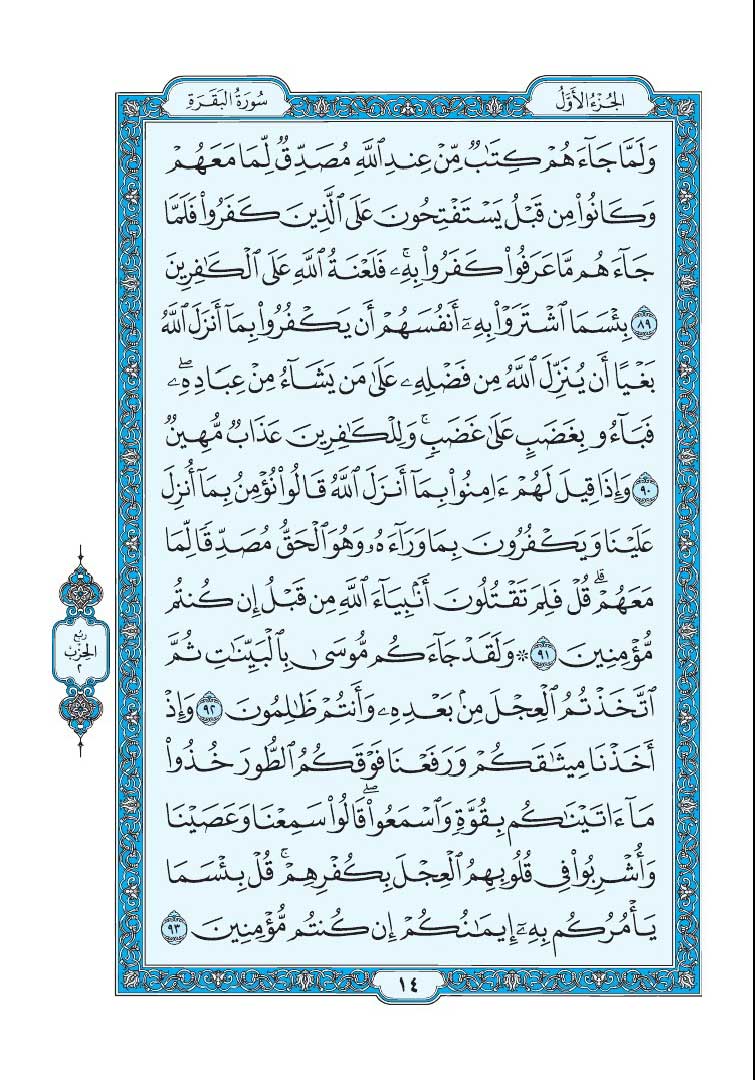 الجُزْءُ الأَوَّلُ
سُورَةُ البَقَرَةِ
وَلَمَّا جَآءَهُمْ كِتَٰبٌ مِّنْ عِندِ ٱللَّهِ مُصَدِّقٌ لِّمَا مَعَهُمْ
وَكَانُوا۟ مِن قَبْلُ يَسْتَفْتِحُونَ عَلَى ٱلَّذِينَ كَفَرُوا۟ فَلَمَّا
جَآءَهُم مَّا عَرَفُوا۟ كَفَرُوا۟ بِهِۦ ۚ فَلَعْنَةُ ٱللَّهِ عَلَى ٱلْكَٰفِرِينَ
٨٩ بِئْسَمَا ٱشْتَرَوْا۟ بِهِۦٓ أَنفُسَهُمْ أَن يَكْفُرُوا۟ بِمَآ أَنزَلَ ٱللَّهُ
بَغْيًا أَن يُنَزِّلَ ٱللَّهُ مِن فَضْلِهِۦ عَلَىٰ مَن يَشَآءُ مِنْ عِبَادِهِۦ ۖ
فَبَآءُو بِغَضَبٍ عَلَىٰ غَضَبٍ ۚ وَلِلْكَٰفِرِينَ عَذَابٌ مُّهِينٌ
٩٠ وَإِذَا قِيلَ لَهُمْ ءَامِنُوا۟ بِمَآ أَنزَلَ ٱللَّهُ قَالُوا۟ نُؤْمِنُ بِمَآ أُنزِلَ
عَلَيْنَا وَيَكْفُرُونَ بِمَا وَرَآءَهُۥ وَهُوَ ٱلْحَقُّ مُصَدِّقًا لِّمَا
مَعَهُمْ ۗ قُلْ فَلِمَ تَقْتُلُونَ أَنۢبِيَآءَ ٱللَّهِ مِن قَبْلُ إِن كُنتُم
مُّؤْمِنِينَ ٩١ ۞ وَلَقَدْ جَآءَكُم مُّوسَىٰ بِٱلْبَيِّنَٰتِ ثُمَّ
ٱتَّخَذْتُمُ ٱلْعِجْلَ مِنۢ بَعْدِهِۦ وَأَنتُمْ ظَٰلِمُونَ ٩٢ وَإِذْ
أَخَذْنَا مِيثَٰقَكُمْ وَرَفَعْنَا فَوْقَكُمُ ٱلطُّورَ خُذُوا۟
مَآ ءَاتَيْنَٰكُم بِقُوَّةٍ وَٱسْمَعُوا۟ ۖ قَالُوا۟ سَمِعْنَا وَعَصَيْنَا
وَأُشْرِبُوا۟ فِى قُلُوبِهِمُ ٱلْعِجْلَ بِكُفْرِهِمْ ۚ قُلْ بِئْسَمَا
يَأْمُرُكُم بِهِۦٓ إِيمَٰنُكُمْ إِن كُنتُم مُّؤْمِنِينَ ٩٣
ربع
الحزب
٢
١٤